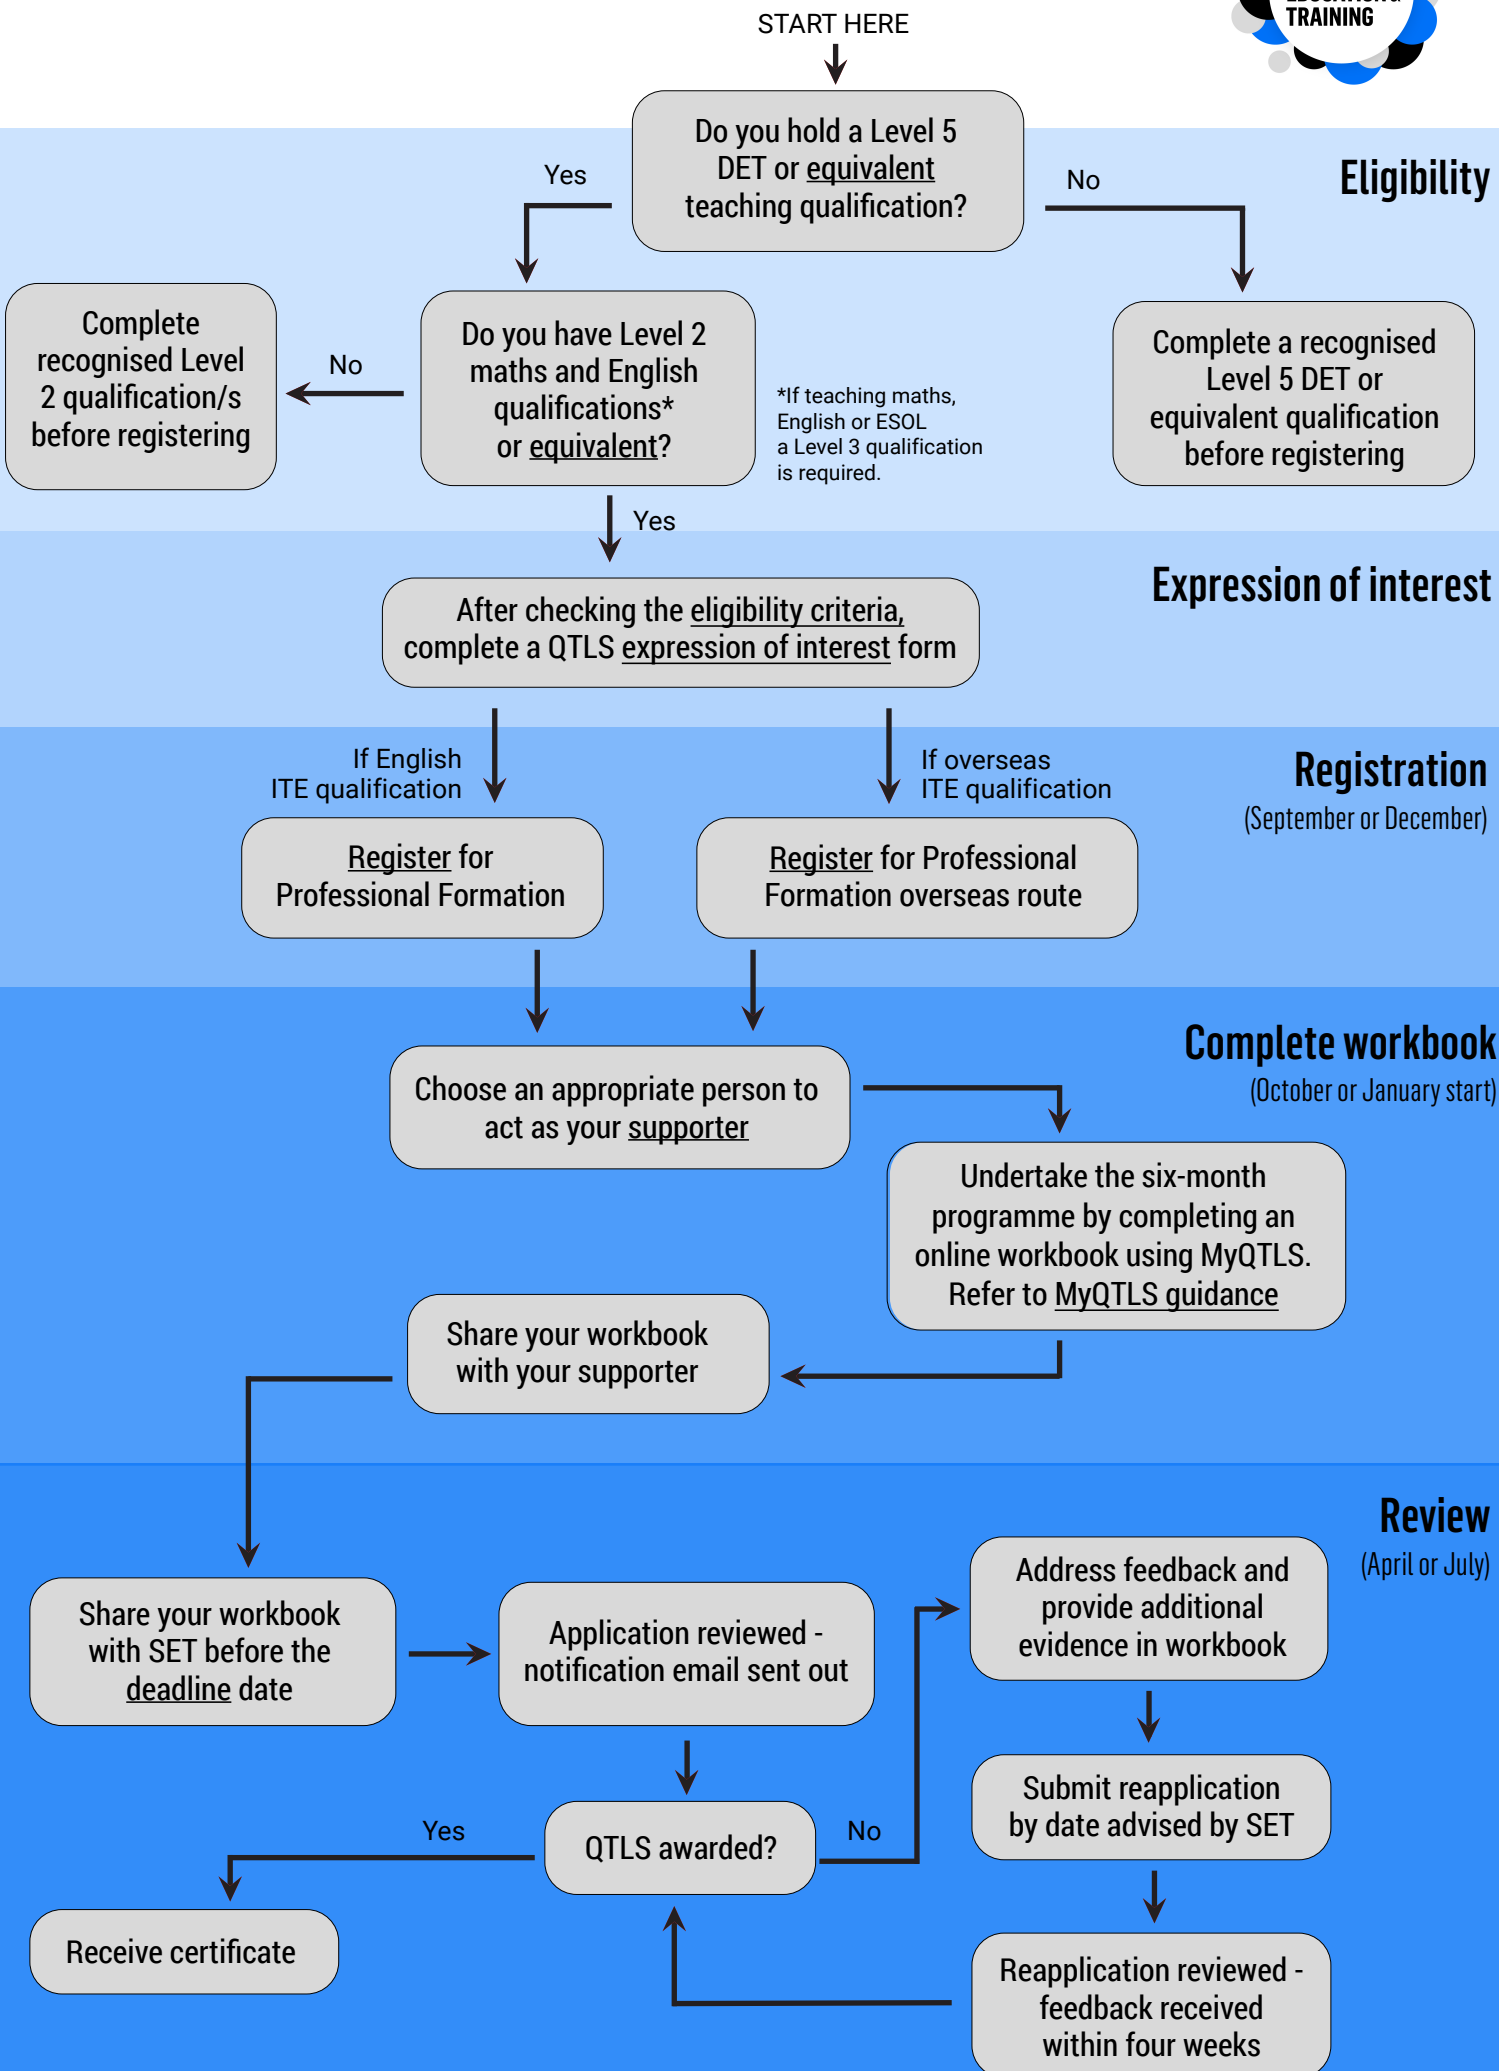 TRAINING
START HERE
Do you hold a Level 5
DET or equivalent
teaching qualification?
Eligibility
Yes
No
Complete
recognised Level
2 qualification/s
before registering
No
Do you have Level 2
maths and English
qualifications*
or equivalent?
*If teaching maths,
English or ESOL
a Level 3 qualification
is required.
Complete a recognised
Level 5 DET or
equivalent qualification
before registering
Yes
Expression of interest
After checking the eligibility criteria,
complete a QTLS expression of interest form
If English
ITE qualification
If overseas
ITE qualification
Registration
(September or December)
Register for
Professional Formation
Register for Professional
Formation overseas route
Complete workbook
(October or January start)
Choose an appropriate person to
act as your supporter
Undertake the six-month
programme by completing an
online workbook using MyQTLS.
Refer to MyQTLS guidance
Share your workbook
with your supporter
Review
(April or July)
Share your workbook
with SET before the
deadline date
Application reviewed -
notification email sent out
Address feedback and
provide additional
evidence in workbook
Submit reapplication
by date advised by SET
Yes
QTLS awarded?
No
Receive certificate
Reapplication reviewed -
feedback received
within four weeks